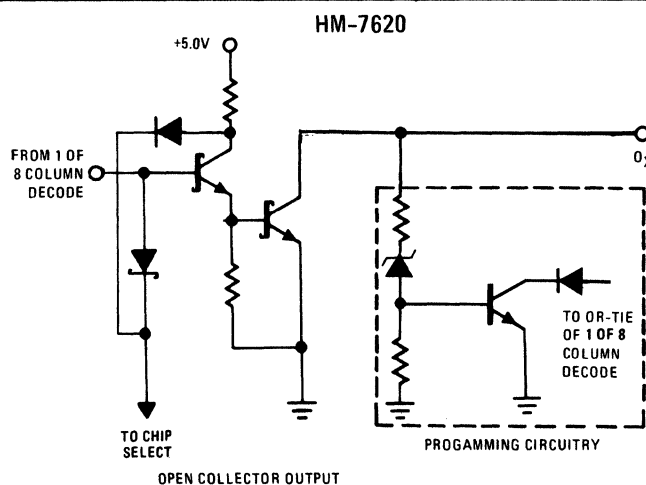 HM-7620
+5.0V
FROM 1 OF
8 COLUMN
DECODE
TO CHIP
SELECT
OPEN COLLECTOR OUTPUT
TO OR-TIE
OF 1 OF 8
COLUMN
DECODE
PROGAMMING CIRCUITRY